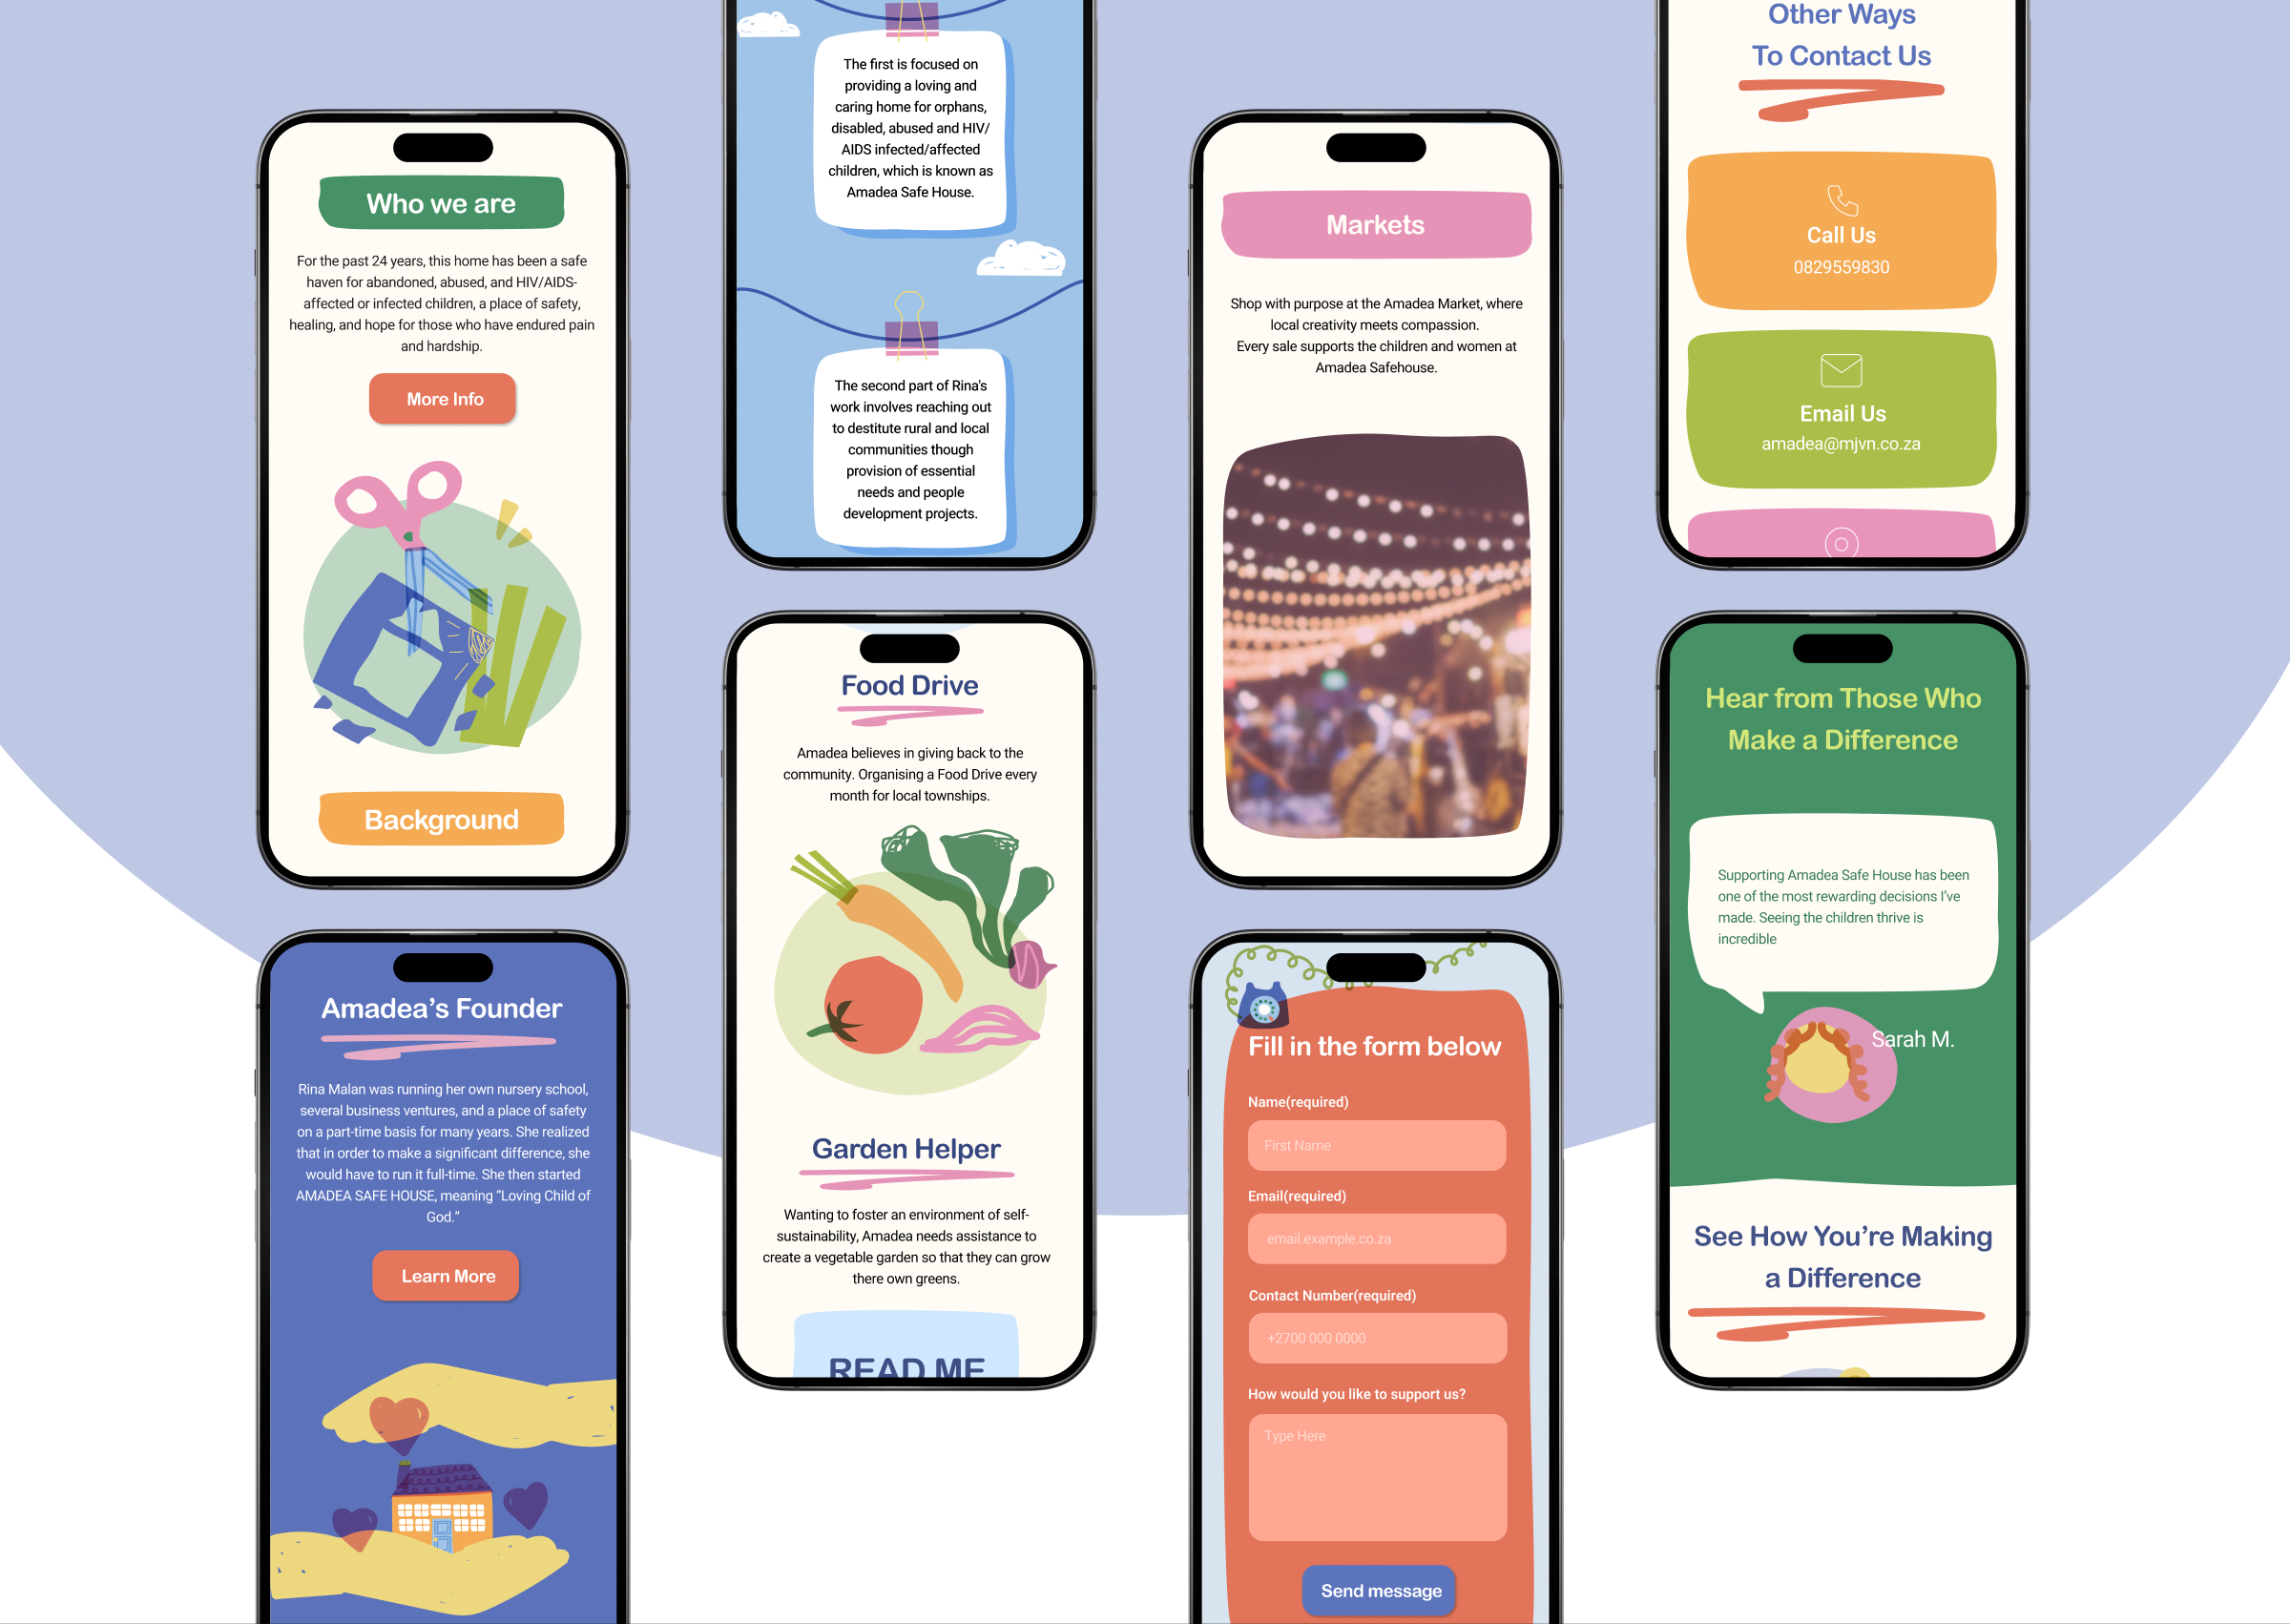 Who we are
For the past 24 years, this home has been a safe
haven for abandoned, abused, and HIV/AIDS-
affected or infected children, a place of safety,
healing, and hope for those who have endured pain
and hardship.
More Info
Background
Amadea’s Founder
Rina Malan was running her own nursery school,
several business ventures, and a place of safety
on a part-time basis for many years. She realized
that in order to make a significant difference, she
would have to run it full-time. She then started
AMADEA SAFE HOUSE, meaning “Loving Child of
God.”
Learn More
The first is focused on
providing a loving and
caring home for orphans,
disabled, abused and HIV/
AIDS infected/affected
children, which is known as
Amadea Safe House.
The second part of Rina's
work involves reaching out
to destitute rural and local
communities though
provision of essential
needs and people
development projects.
Food Drive
Amadea believes in giving back to the
community. Organising a Food Drive every
month for local townships.
Garden Helper
Wanting to foster an environment of self-
sustainability, Amadea needs assistance to
create a vegetable garden so that they can grow
there own greens.
READ ME
Markets
Shop with purpose at the Amadea Market, where
local creativity meets compassion.
Every sale supports the children and women at
Amadea Safehouse.
Fill in the form below
Name(required)
First Name
Email(required)
email.example.co.za
Contact Number(required)
+2700 000 0000
How would you like to support us?
Type Here
Send message
Other Ways
To Contact Us
Call Us
0829559830
Email Us
amadea@mjvn.co.za
Hear from Those Who
Make a Difference
Supporting Amadea Safe House has been
one of the most rewarding decisions I’ve
made. Seeing the children thrive is
incredible
Sarah M.
See How You’re Making
a Difference